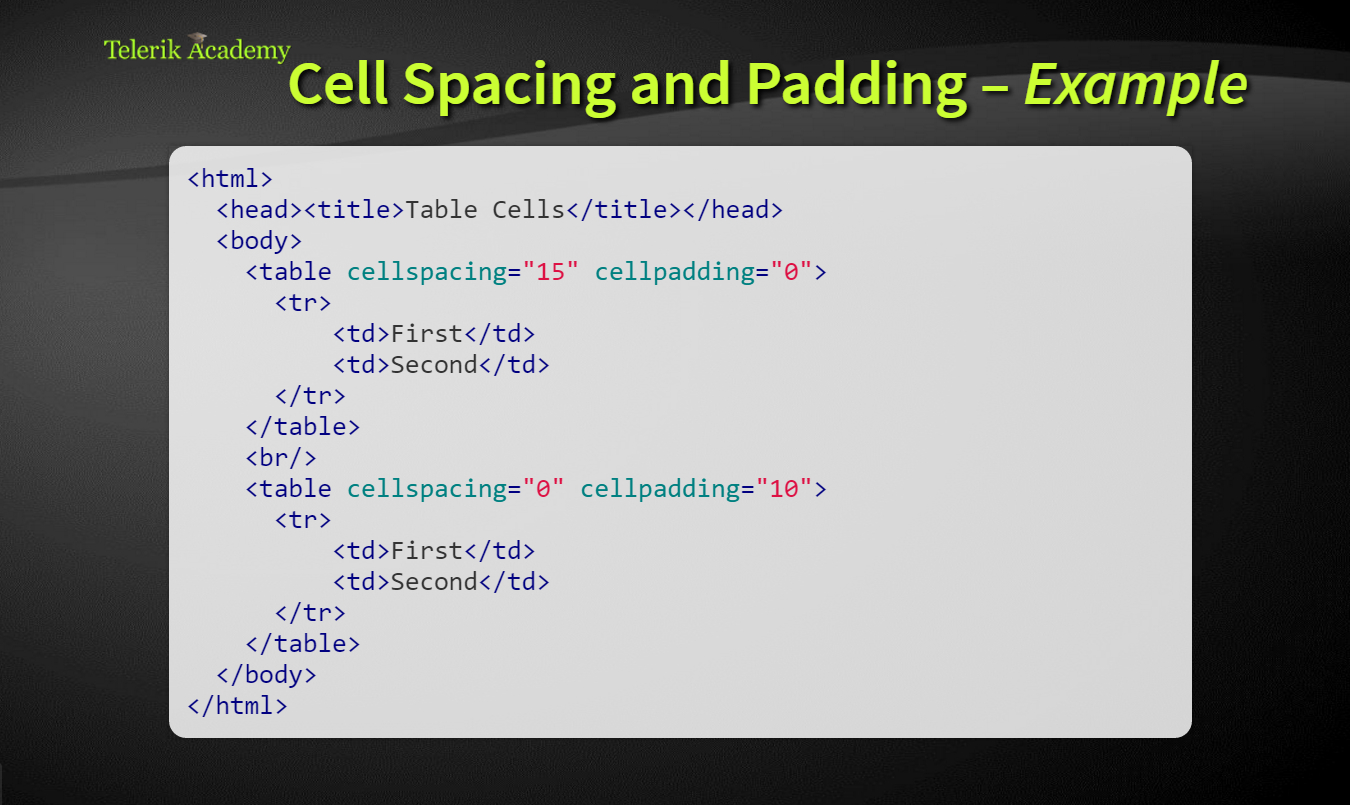 Telerik Academy
Cell Spacing and Padding – Example
<html>
  <head><title>Table Cells</title></head>
  <body>
    <table cellspacing="15" cellpadding="0">
      <tr>
          <td>First</td>
          <td>Second</td>
      </tr>
    </table>
    <br/>
    <table cellspacing="0" cellpadding="10">
      <tr>
          <td>First</td>
          <td>Second</td>
      </tr>
    </table>
  </body>
</html>